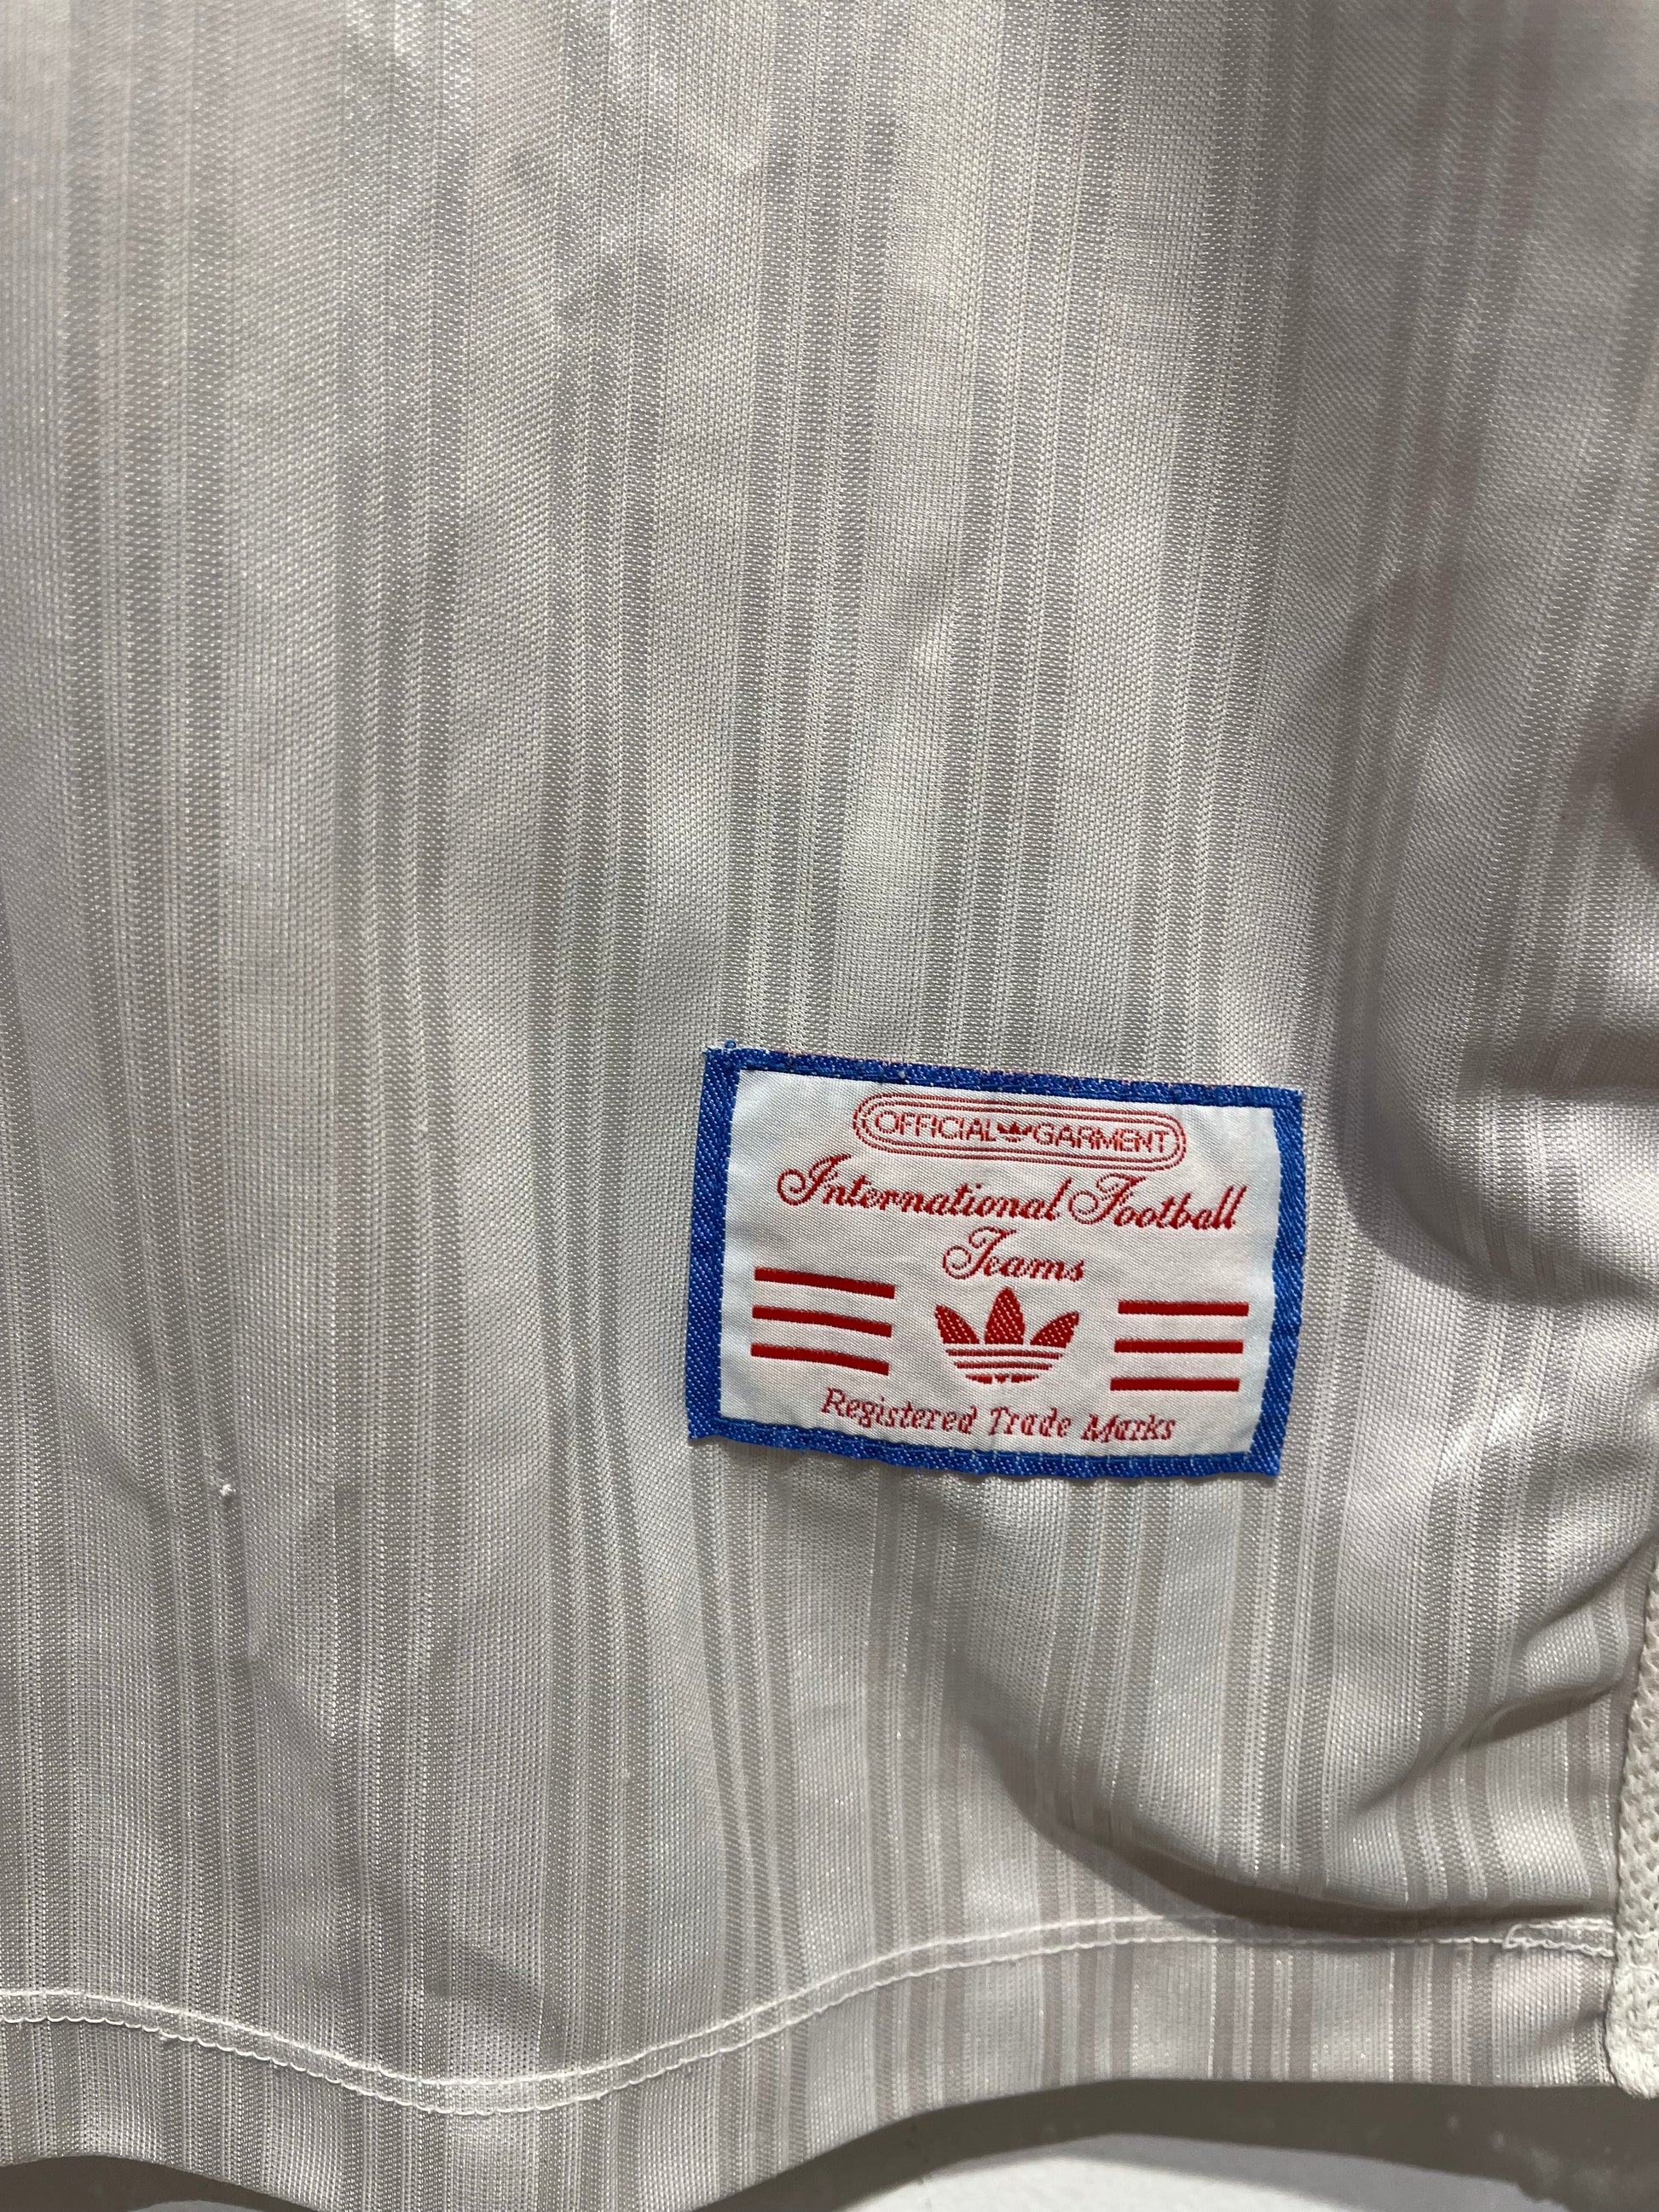 OFFICIAL GARMENT
International Football
Teams
Registered Trade Marks